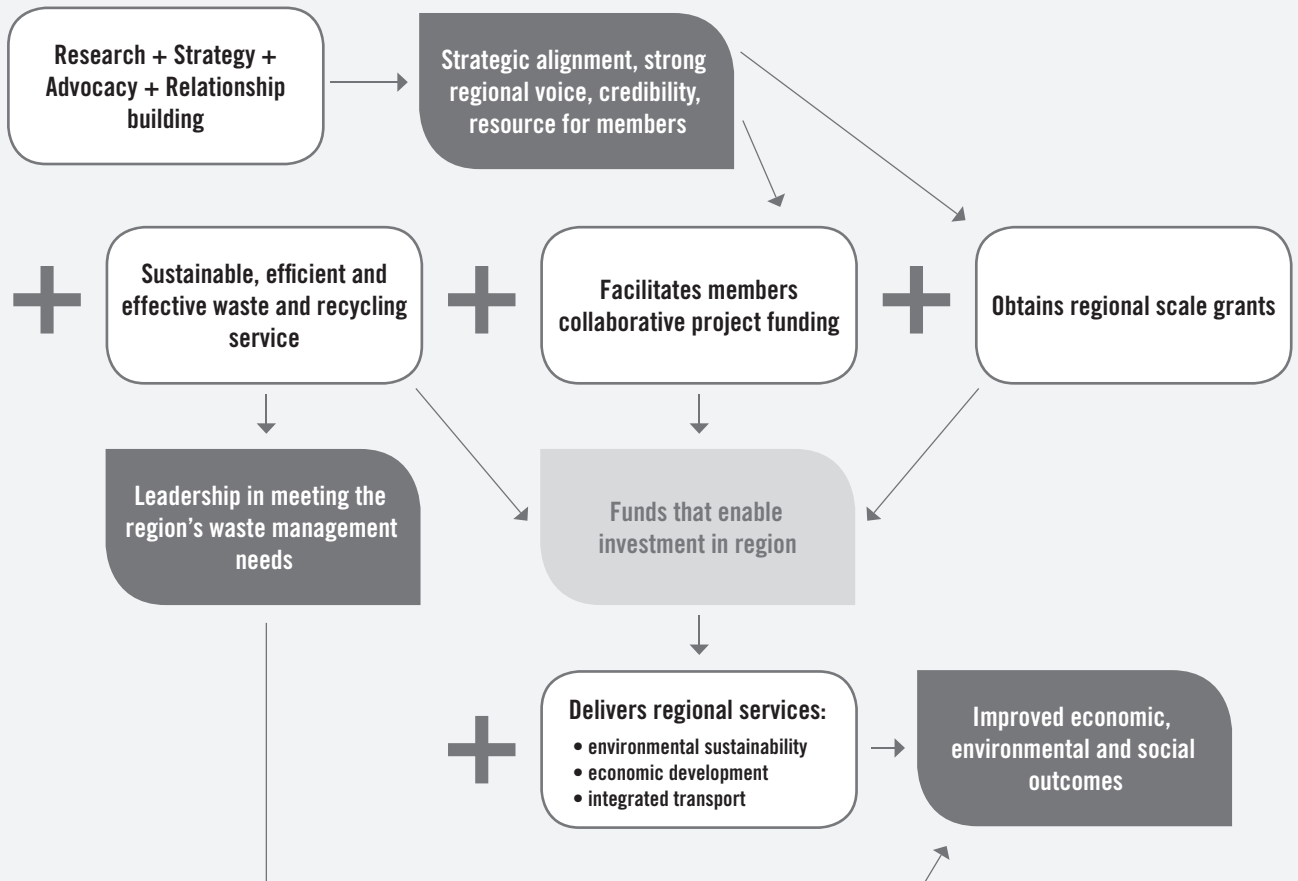 Research + Strategy +
Advocacy + Relationship
building
Strategic alignment, strong
regional voice, credibility,
resource for members
+
Sustainable, efficient and
effective waste and recycling
service
+
Facilitates members
collaborative project funding
+
Obtains regional scale grants
Leadership in meeting the
region’s waste management
needs
Funds that enable
investment in region
+
Delivers regional services:
• environmental sustainability
• economic development
• integrated transport
Improved economic,
environmental and social
outcomes